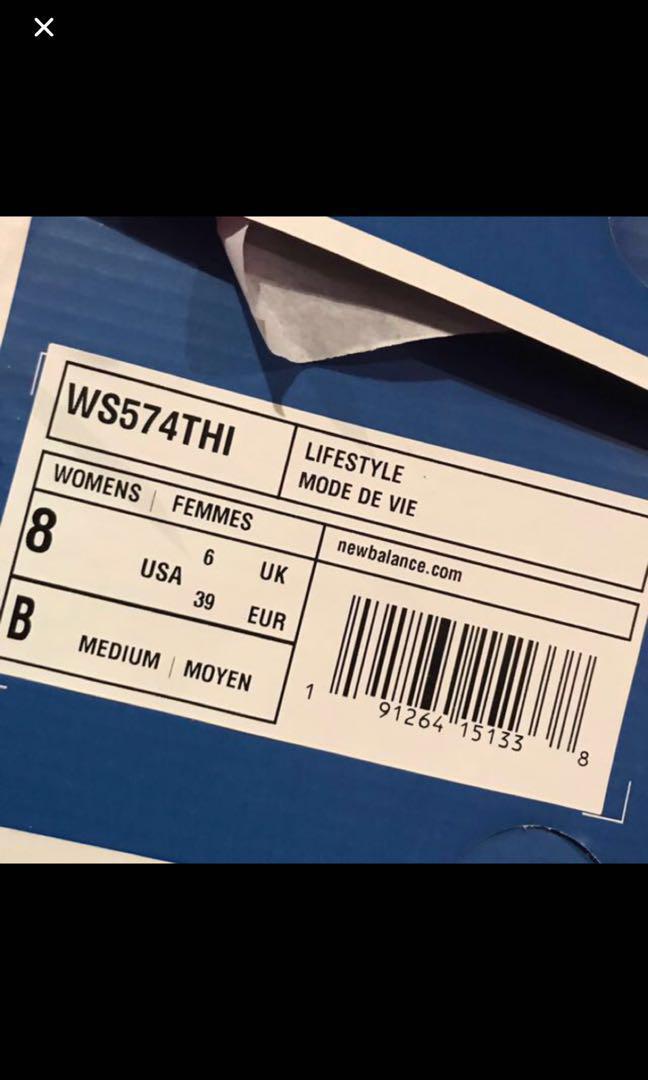 WS574THI
LIFESTYLE
MODE DE VIE
WOMENS | FEMMES
newbalance.com
8 USA 6 UK
39 EUR
B MEDIUM | MOYEN
1 91264 15133 8